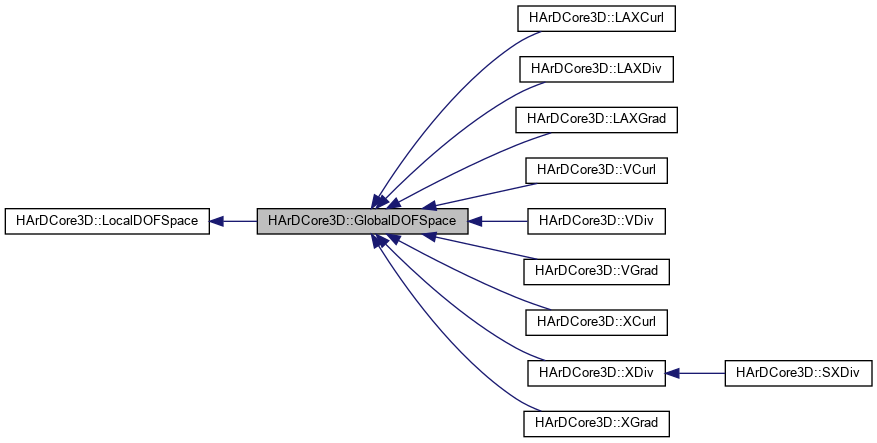 HArDCore3D::LAXCurl
HArDCore3D::LAXDiv
HArDCore3D::LAXGrad
HArDCore3D::VCurl
HArDCore3D::LocalDOFSpace
HArDCore3D::GlobalDOFSpace
HArDCore3D::VDiv
HArDCore3D::VGrad
HArDCore3D::XCurl
HArDCore3D::XDiv
HArDCore3D::SXDiv
HArDCore3D::XGrad